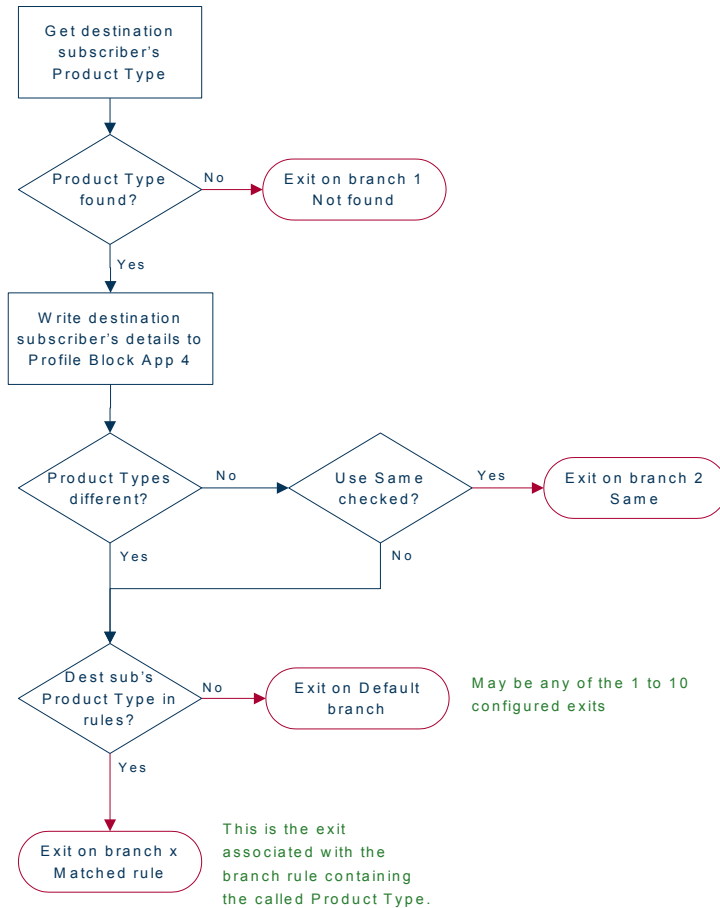 Get destination
subscriber's
Product Type
Product Type
found?
No
Exit on branch 1
Not found
Yes
Write destination
subscriber's details to
Profile Block App 4
Product Types
different?
No
Use Same
checked?
Yes
Exit on branch 2
Same
Yes
No
Dest sub's
Product Type in
rules?
No
Exit on Default
branch
May be any of the 1 to 10
configured exits
Yes
Exit on branch x
Matched rule
This is the exit
associated with the
branch rule containing
the called Product Type.